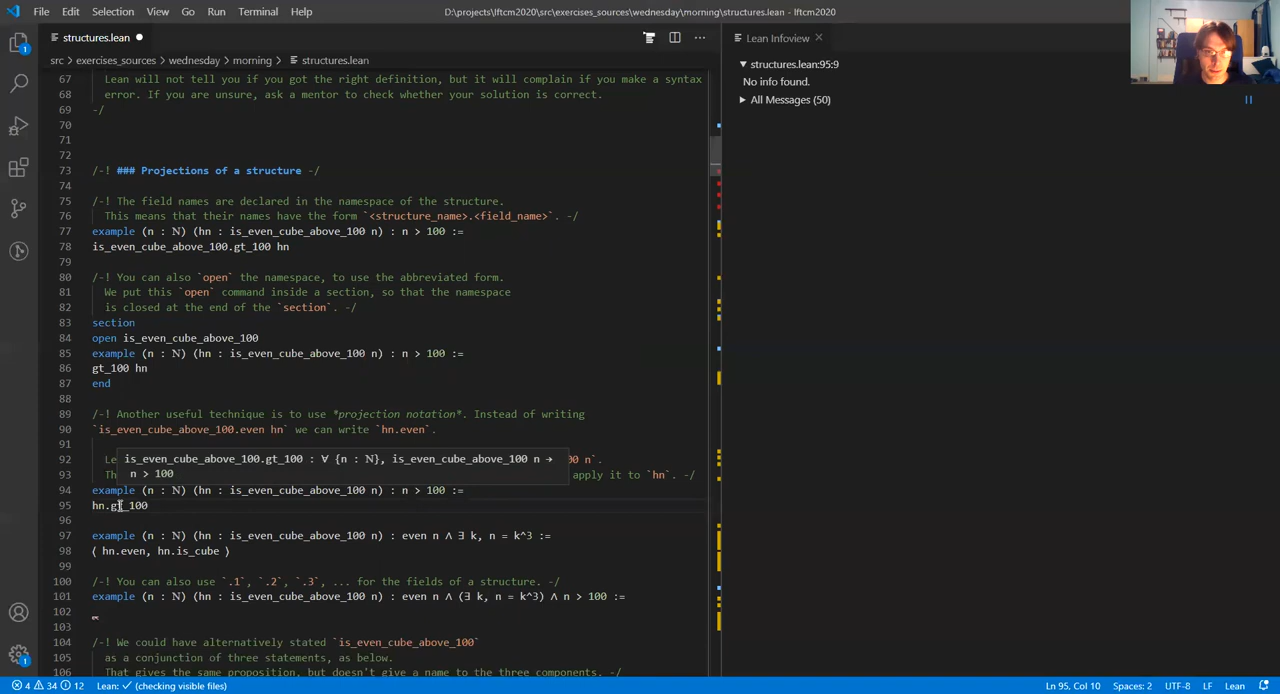 File Edit Selection View Go Run Terminal Help
D:\projects\lftcm2020\src\exercises_sources\wednesday\morning\structures.lean - lftcm2020
structures.lean
Lean Infoview
src > exercises_sources > wednesday > morning > structures.lean
structures.lean:95:9
No info found.
All Messages (50)
67 Lean will not tell you if you got the right definition, but it will complain if you make a syntax
68 error. If you are unsure, ask a mentor to check whether your solution is correct.
69 -/
70
71
72
73 /-! ### Projections of a structure -/
74
75 /-! The field names are declared in the namespace of the structure.
76 This means that their names have the form `<structure_name>.<field_name>`. -/
77 example (n : ℕ) (hn : is_even_cube_above_100 n) : n > 100 :=
78 is_even_cube_above_100.gt_100 hn
79
80 /-! You can also `open` the namespace, to use the abbreviated form.
81 We put this `open` command inside a section, so that the namespace
82 is closed at the end of the `section`. -/
83 section
84 open is_even_cube_above_100
85 example (n : ℕ) (hn : is_even_cube_above_100 n) : n > 100 :=
86 gt_100 hn
87 end
88
89 /-! Another useful technique is to use *projection notation*. Instead of writing
90 `is_even_cube_above_100.even hn` we can write `hn.even`.
91
is_even_cube_above_100.gt_100 : ∀ {n : ℕ}, is_even_cube_above_100 n →
n > 100
92 Le 00 n`.
93 Th apply it to `hn`. -/
94 example (n : ℕ) (hn : is_even_cube_above_100 n) : n > 100 :=
95 hn.gt_100
96
97 example (n : ℕ) (hn : is_even_cube_above_100 n) : even n ∧ ∃ k, n = k^3 :=
98 ⟨ hn.even, hn.is_cube ⟩
99
100 /-! You can also use `.1`, `.2`, `.3`, ... for the fields of a structure. -/
101 example (n : ℕ) (hn : is_even_cube_above_100 n) : even n ∧ (∃ k, n = k^3) ∧ n > 100 :=
102
103
104 /-! We could have alternatively stated `is_even_cube_above_100`
105 as a conjunction of three statements, as below.
106 That gives the same proposition, but doesn't give a name to the three components. -/
4 34 12 Lean: ✓ (checking visible files)
Ln 95, Col 10 Spaces: 2 UTF-8 LF Lean